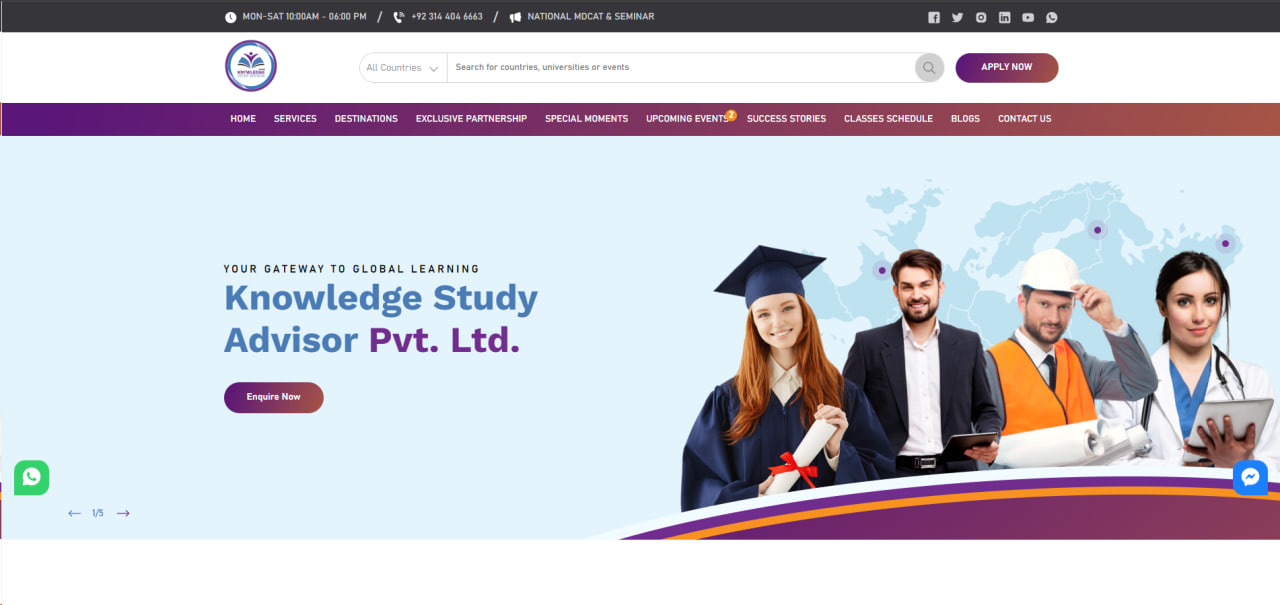 MON-SAT 10:00AM - 06:00 PM / +92 314 404 6663 / NATIONAL MDCAT & SEMINAR
KNOWLEDGE
All Countries Search for countries, universities or events APPLY NOW
HOME SERVICES DESTINATIONS EXCLUSIVE PARTNERSHIP SPECIAL MOMENTS UPCOMING EVENTS 2 SUCCESS STORIES CLASSES SCHEDULE BLOGS CONTACT US
YOUR GATEWAY TO GLOBAL LEARNING
Knowledge Study
Advisor Pvt. Ltd.
Enquire Now
1/5